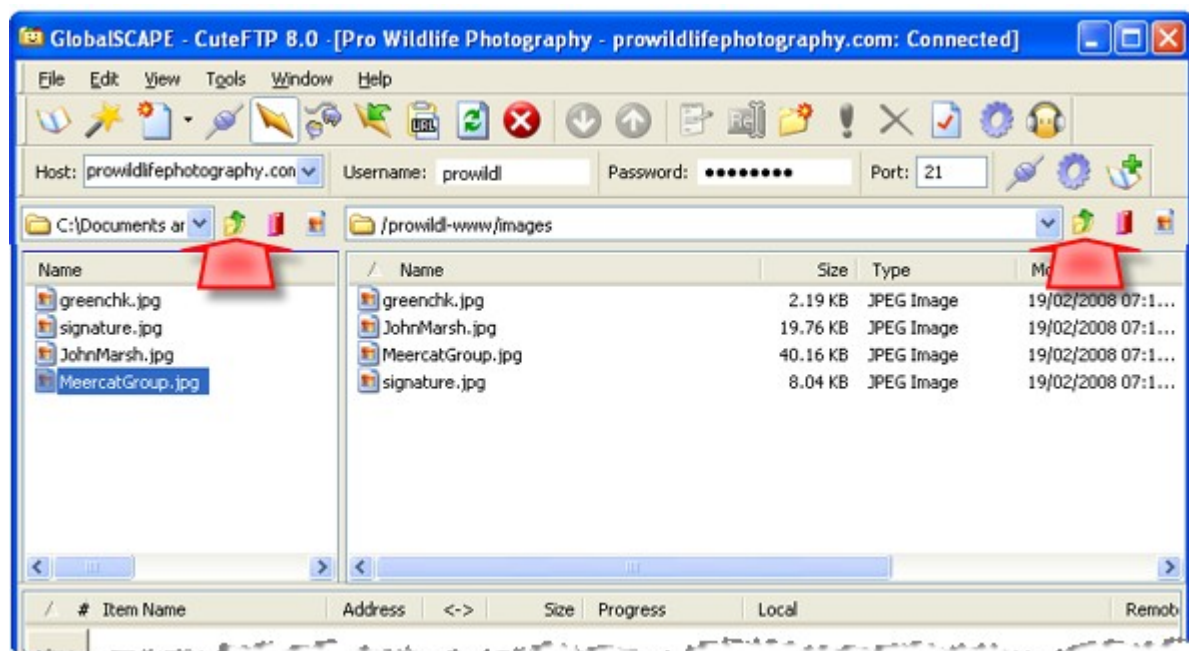 GlobalSCAPE - CuteFTP 8.0 -[Pro Wildlife Photography - prowildlifephotography.com: Connected]
File Edit View Tools Window Help
URL
Host: prowildlifephotography.con Username: prowildl Password: ●●●●●●●●● Port: 21
C:\Documents ar /prowildl-www/images
Name / Name Size Type Mo
greenchk.jpg greenchk.jpg 2.19 KB JPEG Image 19/02/2008 07:1...
signature.jpg JohnMarsh.jpg 19.76 KB JPEG Image 19/02/2008 07:1...
JohnMarsh.jpg MeercatGroup.jpg 40.16 KB JPEG Image 19/02/2008 07:1...
MeercatGroup.jpg signature.jpg 8.04 KB JPEG Image 19/02/2008 07:1...
/ # Item Name Address <-> Size Progress Local Remot